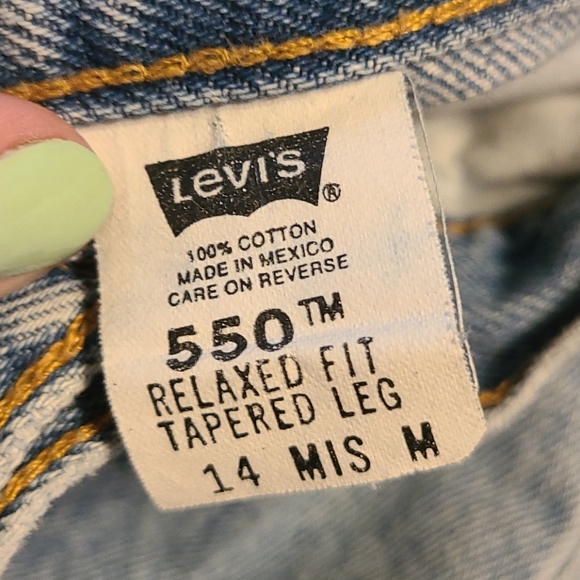 Levi's ®
100% COTTON
MADE IN MEXICO
CARE ON REVERSE
550™
RELAXED FIT
TAPERED LEG
14 MIS M